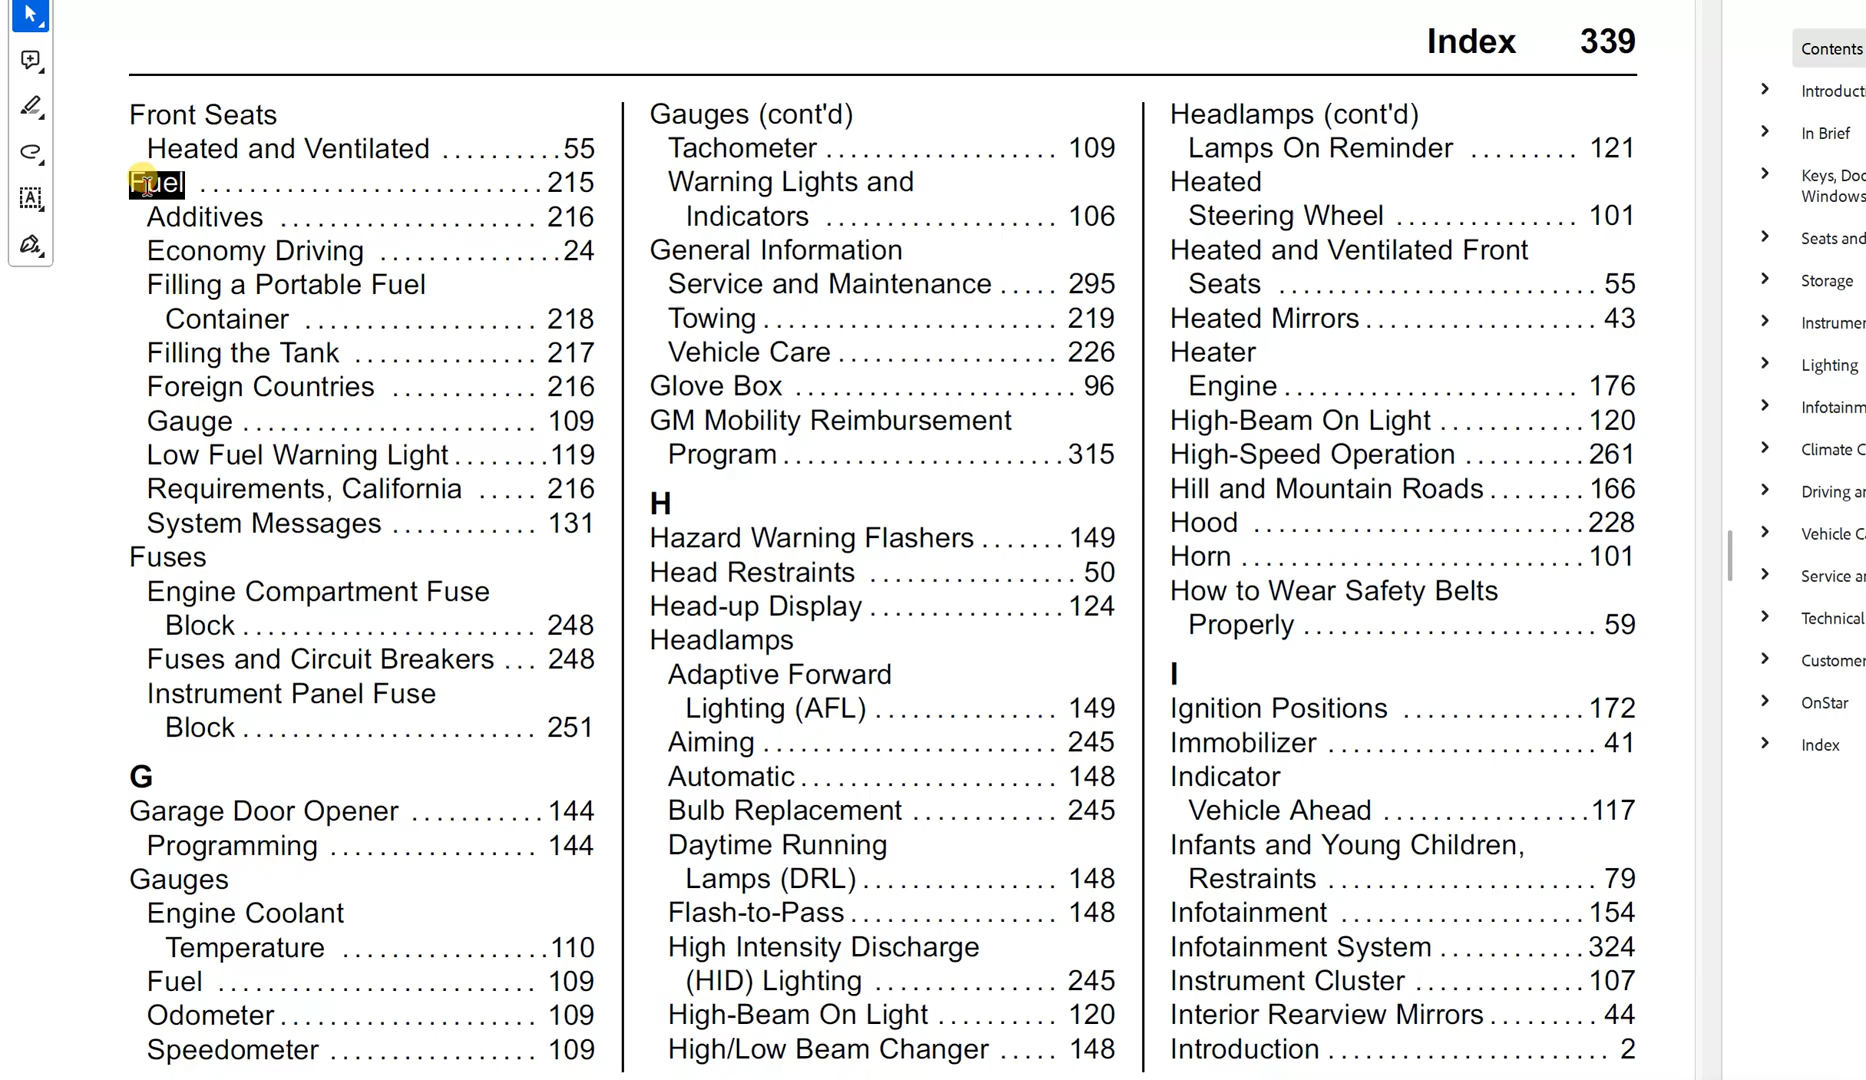 Index 339
Front Seats
Heated and Ventilated ..........55
Fuel ............................215
Additives ..................... 216
Economy Driving ...............24
Filling a Portable Fuel
Container ................... 218
Filling the Tank ............... 217
Foreign Countries ............ 216
Gauge ........................ 109
Low Fuel Warning Light........119
Requirements, California ..... 216
System Messages ............ 131
Fuses
Engine Compartment Fuse
Block........................ 248
Fuses and Circuit Breakers ... 248
Instrument Panel Fuse
Block........................ 251
G
Garage Door Opener ...........144
Programming ................. 144
Gauges
Engine Coolant
Temperature .................110
Fuel .......................... 109
Odometer..................... 109
Speedometer ................. 109
Gauges (cont'd)
Tachometer ................... 109
Warning Lights and
Indicators ................... 106
General Information
Service and Maintenance ..... 295
Towing........................ 219
Vehicle Care .................. 226
Glove Box ....................... 96
GM Mobility Reimbursement
Program.......................315
H
Hazard Warning Flashers .......149
Head Restraints ................. 50
Head-up Display ................124
Headlamps
Adaptive Forward
Lighting (AFL) ............... 149
Aiming ........................ 245
Automatic..................... 148
Bulb Replacement ............ 245
Daytime Running
Lamps (DRL)................ 148
Flash-to-Pass ................. 148
High Intensity Discharge
(HID) Lighting ............... 245
High-Beam On Light .......... 120
High/Low Beam Changer ..... 148
Headlamps (cont'd)
Lamps On Reminder ......... 121
Heated
Steering Wheel ............... 101
Heated and Ventilated Front
Seats .......................... 55
Heated Mirrors ................... 43
Heater
Engine........................ 176
High-Beam On Light ............120
High-Speed Operation ..........261
Hill and Mountain Roads ........166
Hood ...........................228
Horn ............................101
How to Wear Safety Belts
Properly ........................ 59
I
Ignition Positions ...............172
Immobilizer ...................... 41
Indicator
Vehicle Ahead .................117
Infants and Young Children,
Restraints ..................... 79
Infotainment ....................154
Infotainment System ............324
Instrument Cluster ..............107
Interior Rearview Mirrors ......... 44
Introduction ....................... 2
Contents
Introducti
In Brief
Keys, Doo
Windows
Seats and
Storage
Instrumen
Lighting
Infotainm
Climate C
Driving an
Vehicle Ca
Service an
Technical
Customer
OnStar
Index